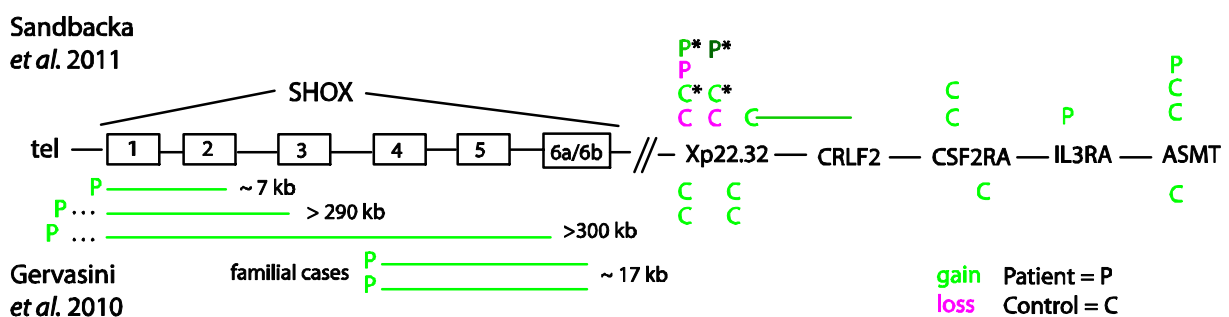 Sandbacka
et al. 2011
P* P*
P
C* C*
C C C
C
C
P
P
C
C
SHOX
tel 1 2 3 4 5 6a/6b // Xp22.32 CRLF2 CSF2RA IL3RA ASMT
P ~ 7 kb
P... > 290 kb
P ... >300 kb
C C
C C
C
C
familial cases P
P
~ 17 kb
Gervasini
et al. 2010
gain Patient = P
loss Control = C